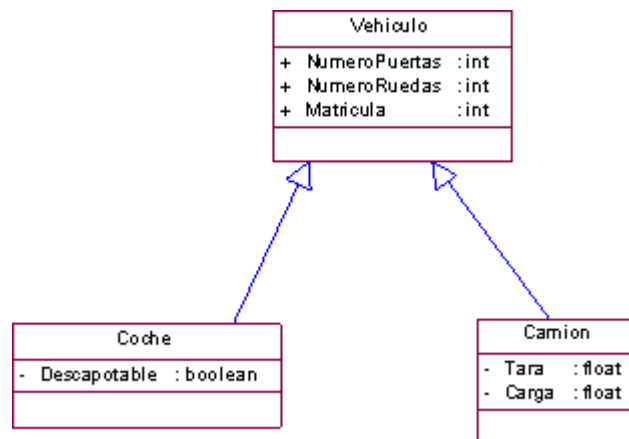 Vehiculo
+ NumeroPuertas : int
+ NumeroRuedas : int
+ Matricula : int
Coche
- Descapotable : boolean
Camion
- Tara : float
- Carga : float